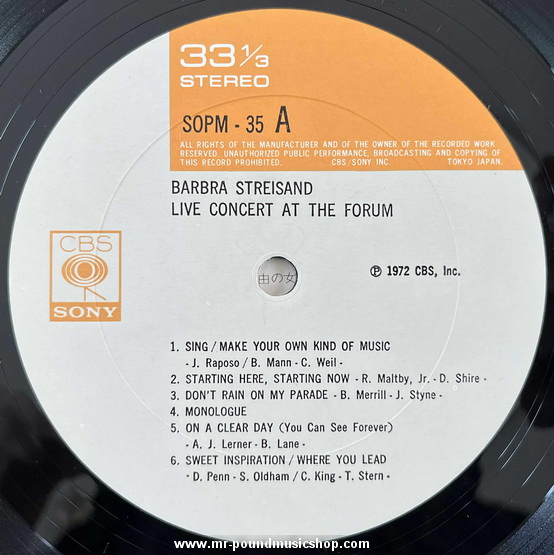 33 1/3
STEREO
SOPM - 35 A
ALL RIGHTS OF THE MANUFACTURER AND OF THE OWNER OF THE RECORDED WORK
RESERVED. UNAUTHORIZED PUBLIC PERFORMANCE, BROADCASTING AND COPYING OF
THIS RECORD PROHIBITED. CBS/SONY INC. TOKYO JAPAN.
BARBRA STREISAND
LIVE CONCERT AT THE FORUM
CBS
SONY
由の女
℗ 1972 CBS, Inc.
1. SING / MAKE YOUR OWN KIND OF MUSIC
- J. Raposo / B. Mann - C. Weil -
2. STARTING HERE, STARTING NOW - R. Maltby, Jr. - D. Shire -
3. DON'T RAIN ON MY PARADE - B. Merrill - J. Styne -
4. MONOLOGUE
5. ON A CLEAR DAY (You Can See Forever)
- A. J. Lerner - B. Lane -
6. SWEET INSPIRATION / WHERE YOU LEAD
- D. Penn - S. Oldham / C. King - T. Stern -
www.mr-poundmusicshop.com